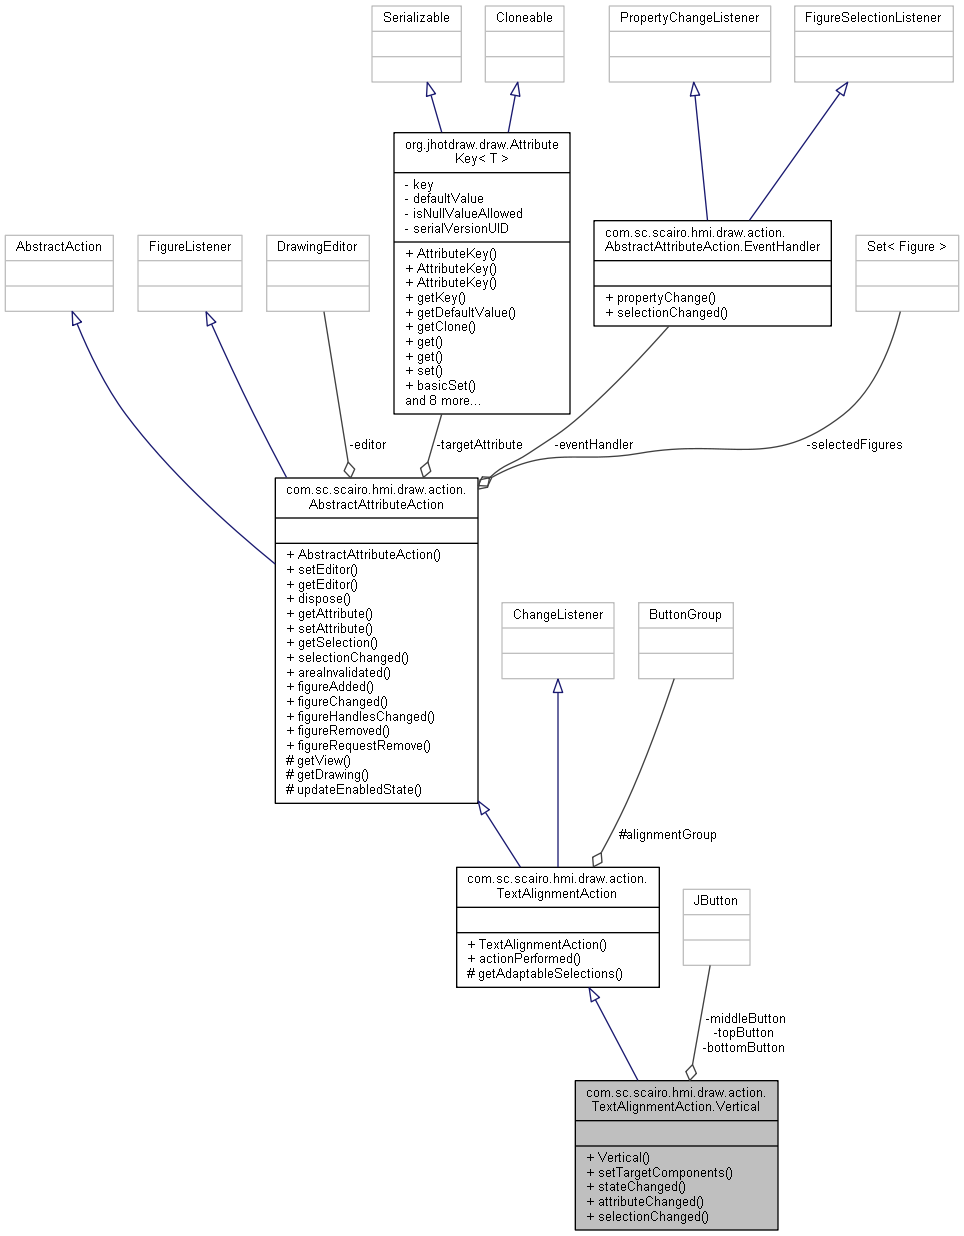 Serializable
Cloneable
PropertyChangeListener
FigureSelectionListener
org.jhotdraw.draw.Attribute
Key< T >
- key
- defaultValue
- isNullValueAllowed
- serialVersionUID
+ AttributeKey()
+ AttributeKey()
+ AttributeKey()
+ getKey()
+ getDefaultValue()
+ getClone()
+ get()
+ get()
+ set()
+ basicSet()
and 8 more...
com.sc.scairo.hmi.draw.action.
AbstractAttributeAction.EventHandler
+ propertyChange()
+ selectionChanged()
AbstractAction
FigureListener
DrawingEditor
Set< Figure >
-editor
-targetAttribute
-eventHandler
-selectedFigures
com.sc.scairo.hmi.draw.action.
AbstractAttributeAction
+ AbstractAttributeAction()
+ setEditor()
+ getEditor()
+ dispose()
+ getAttribute()
+ setAttribute()
+ getSelection()
+ selectionChanged()
+ areaInvalidated()
+ figureAdded()
+ figureChanged()
+ figureHandlesChanged()
+ figureRemoved()
+ figureRequestRemove()
# getView()
# getDrawing()
# updateEnabledState()
ChangeListener
ButtonGroup
#alignmentGroup
com.sc.scairo.hmi.draw.action.
TextAlignmentAction
+ TextAlignmentAction()
+ actionPerformed()
# getAdaptableSelections()
JButton
-middleButton
-topButton
-bottomButton
com.sc.scairo.hmi.draw.action.
TextAlignmentAction.Vertical
+ Vertical()
+ setTargetComponents()
+ stateChanged()
+ attributeChanged()
+ selectionChanged()